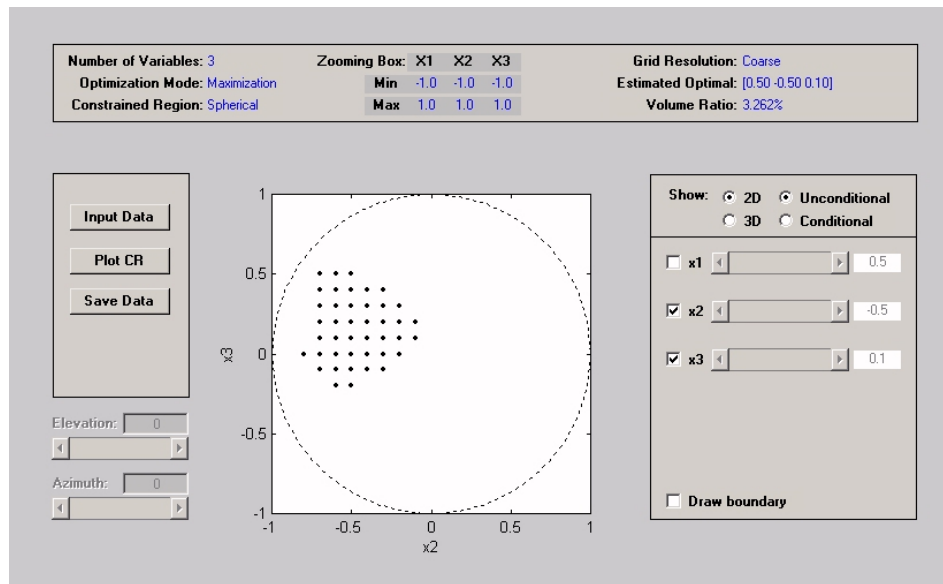 Number of Variables: 3 Zooming Box: X1 X2 X3 Grid Resolution: Coarse
Optimization Mode: Maximization Min -1.0 -1.0 -1.0 Estimated Optimal: [0.50 -0.50 0.10]
Constrained Region: Spherical Max 1.0 1.0 1.0 Volume Ratio: 3.262%
Input Data
Plot CR
Save Data
Elevation: 0
Azimuth: 0
1
0.5
0
-0.5
-1
x3
-1 -0.5 0 0.5 1
x2
Show: 2D Unconditional
3D Conditional
x1 0.5
x2 -0.5
x3 0.1
Draw boundary